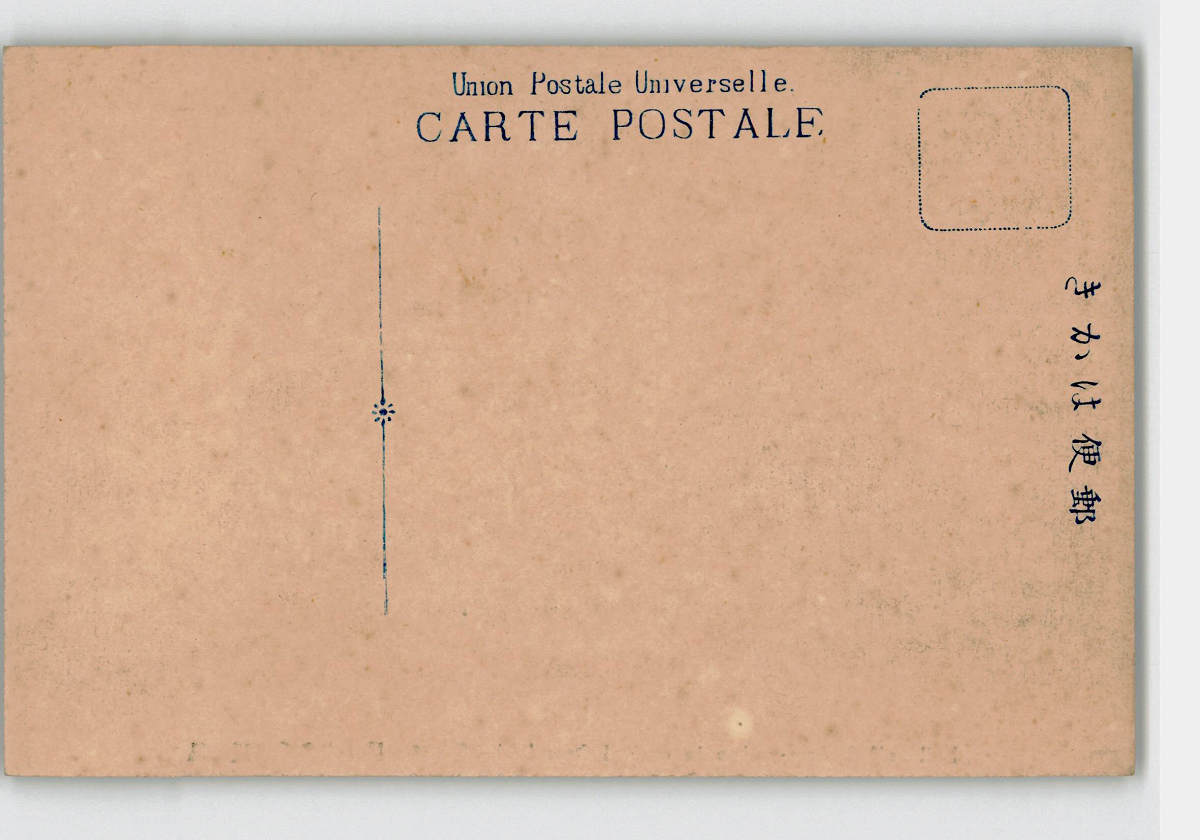 Union Postale Universelle.
CARTE POSTALE
郵便はかき